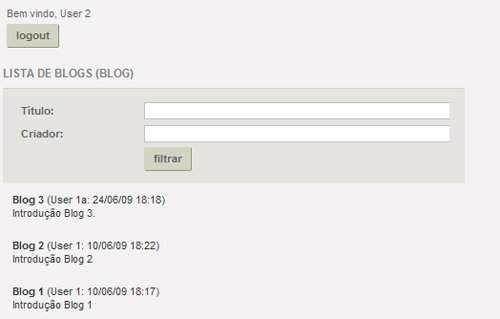 Bem vindo, User 2
logout
LISTA DE BLOGS (BLOG)
Título:
Criador:
filtrar
Blog 3 (User 1a: 24/06/09 18:18)
Introdução Blog 3.
Blog 2 (User 1: 10/06/09 18:22)
Introdução Blog 2
Blog 1 (User 1: 10/06/09 18:17)
Introdução Blog 1